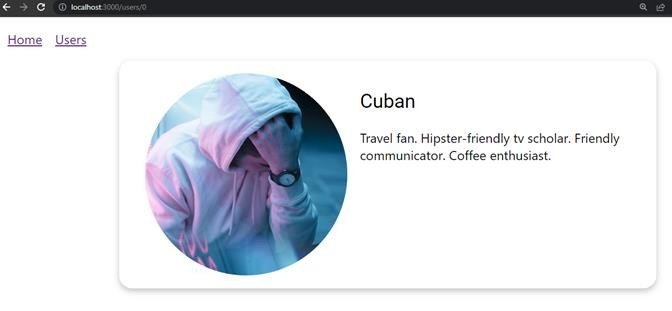 localhost:3000/users/0
Home Users
Cuban
Travel fan. Hipster-friendly tv scholar. Friendly
communicator. Coffee enthusiast.